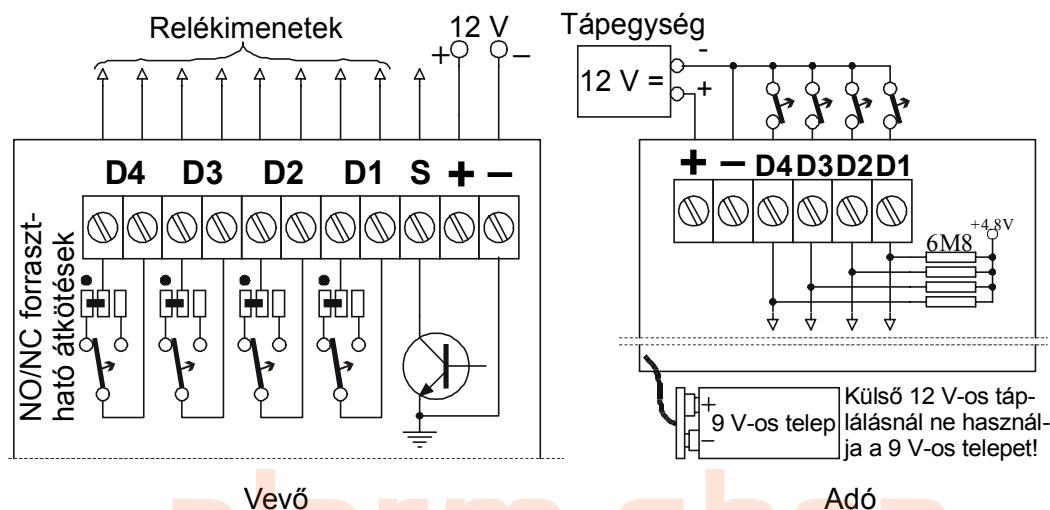 Relékimenetek
12 V
+ –
D4 D3 D2 D1 S + –
NO/NC forraszt-
ható átkötések
Vevő
Tápegység
12 V =
-
+
+ – D4 D3 D2 D1
+4.8V
6M8
+
9 V-os telep
–
Külső 12 V-os táp-
lálásnál ne használ-
ja a 9 V-os telepet!
Adó